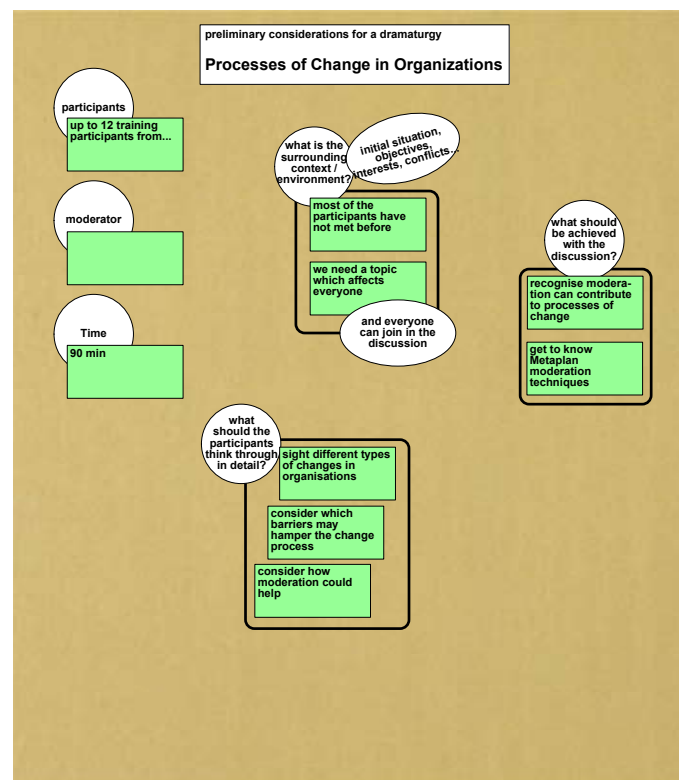 preliminary considerations for a dramaturgy
Processes of Change in Organizations
participants
up to 12 training
participants from...
moderator
Time
90 min
what is the
surrounding
context /
environment?
initial situation,
objectives,
interests, conflicts...
most of the
participants have
not met before
we need a topic
which affects
everyone
and everyone
can join in the
discussion
what should
be achieved
with the
discussion?
recognise modera-
tion can contribute
to processes of
change
get to know
Metaplan
moderation
techniques
what
should the
participants
think through
in detail?
sight different types
of changes in
organisations
consider which
barriers may
hamper the change
process
consider how
moderation could
help